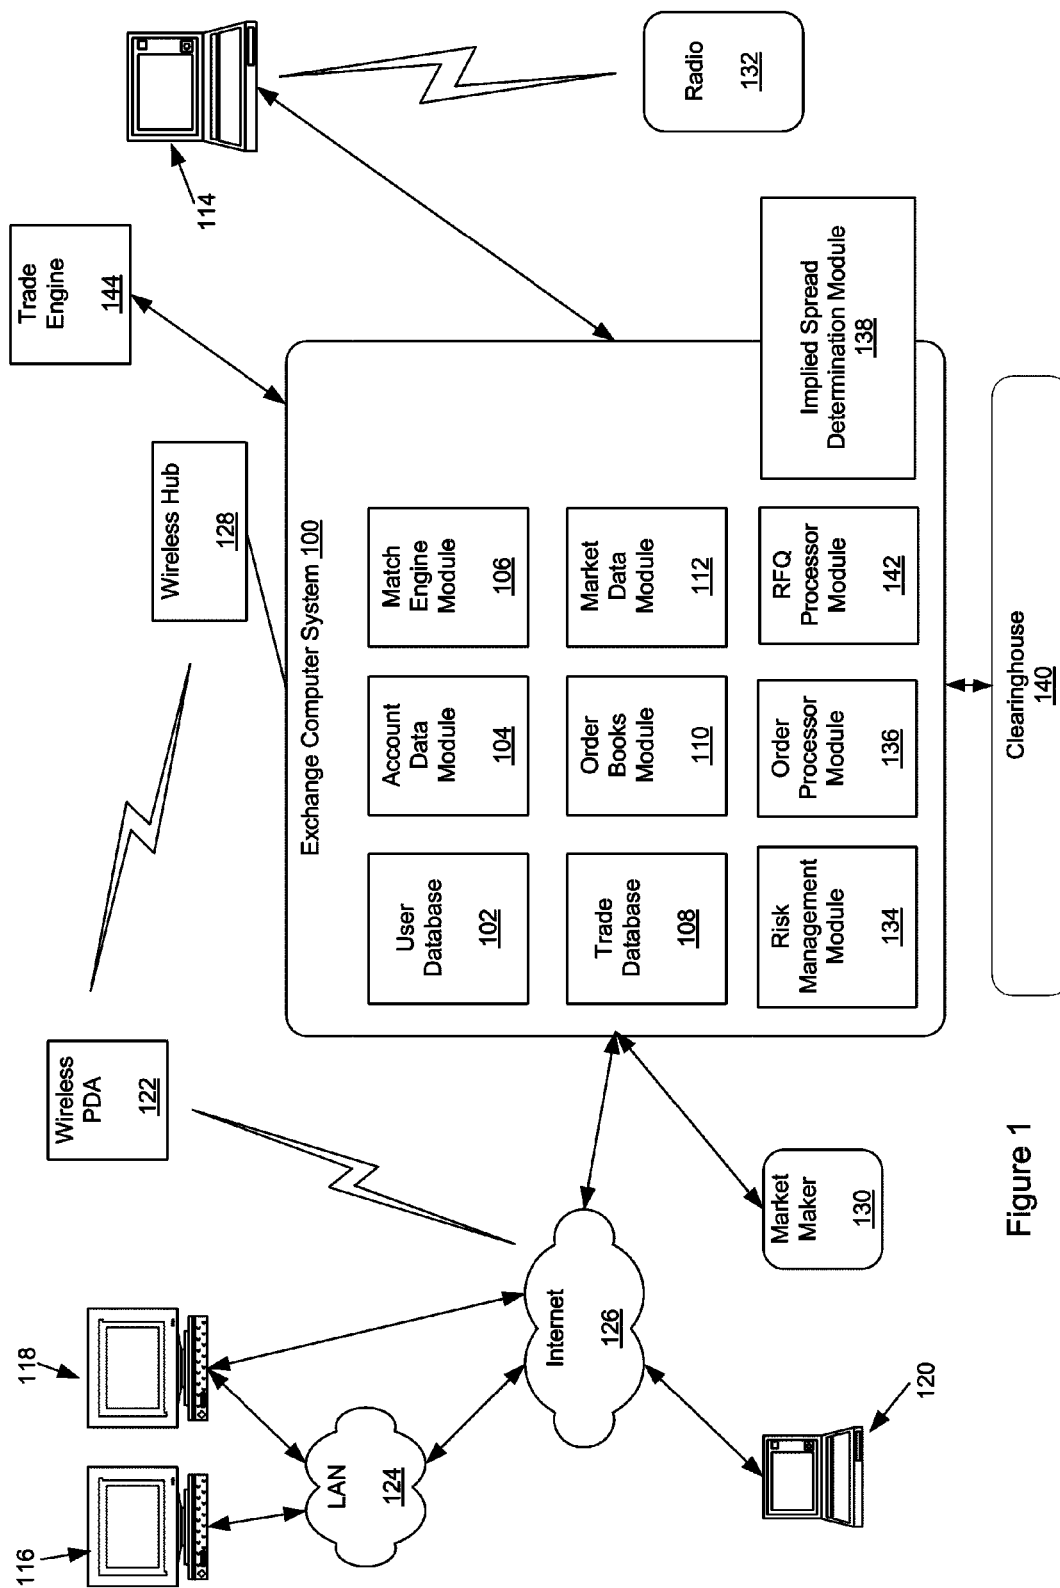 116
118
Wireless
PDA
122
Wireless Hub
128
Trade
Engine
144
114
LAN
124
Internet
126
Exchange Computer System 100
User
Database
102
Account
Data
Module
104
Match
Engine Module
106
Trade
Database
108
Order
Books
Module
110
Market
Data Module
112
Risk
Management
Module
134
Order
Processor
Module
136
RFQ
Processor
Module
142
Implied Spread
Determination Module
138
Radio
132
120
Market
Maker
130
Clearinghouse
140
Figure 1